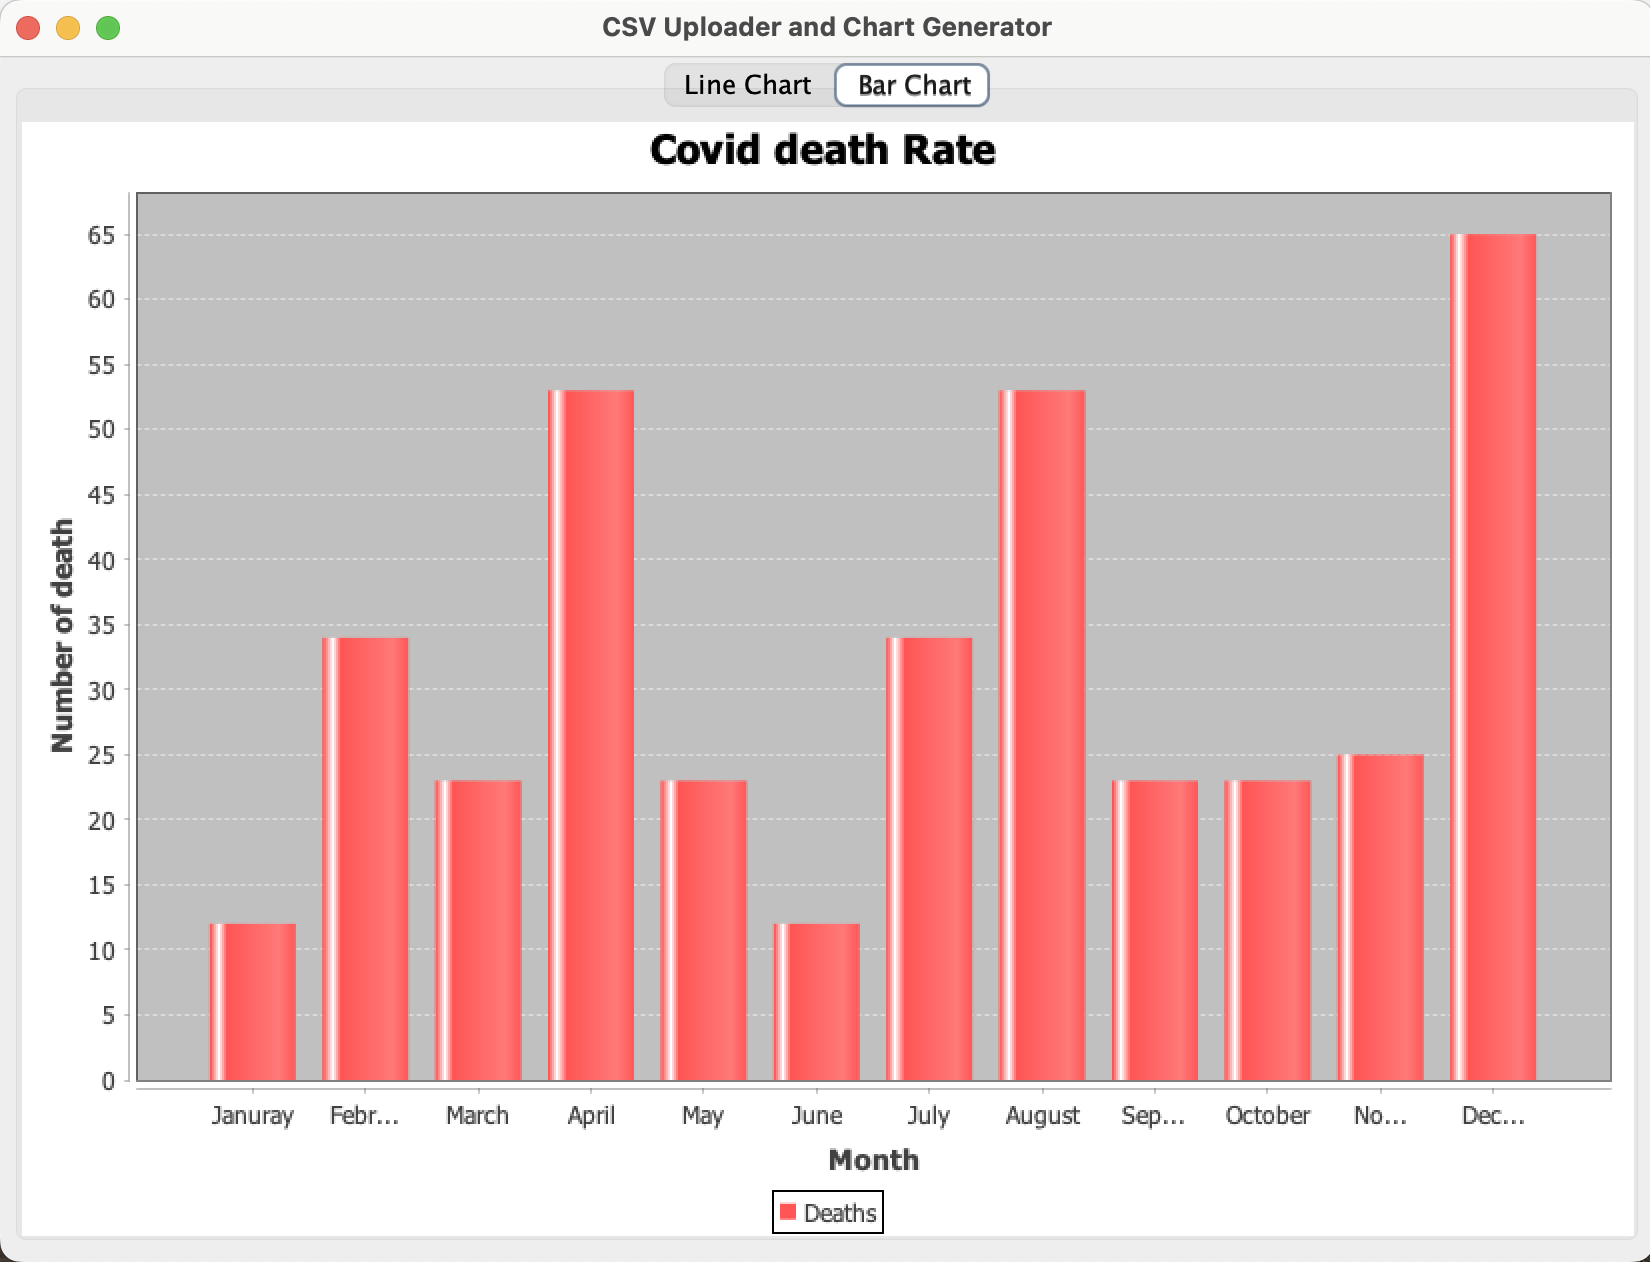 CSV Uploader and Chart Generator
Line Chart Bar Chart
Covid death Rate
65
60
55
50
45
40
35
30
25
20
15
10
5
0
Number of death
Januray Febr... March April May June July August Sep... October No... Dec...
Month
Deaths